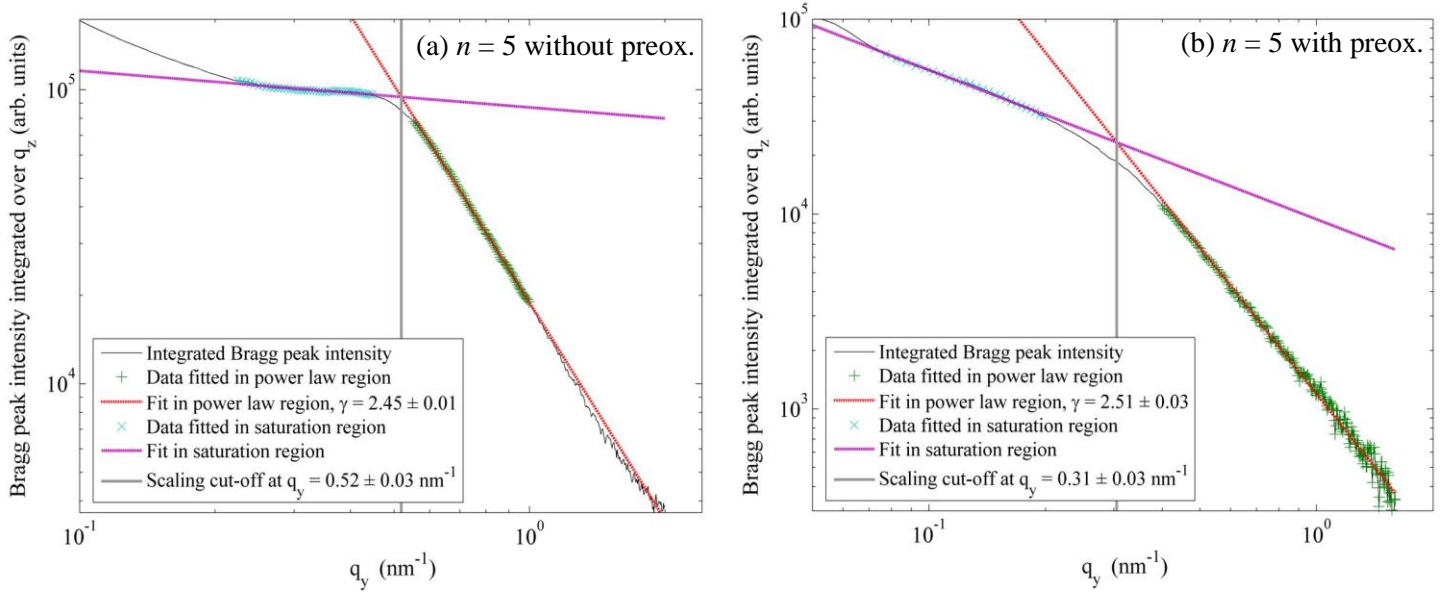 (a) n = 5 without preox.
Bragg peak intensity integrated over q_z (arb. units)
10^5
10^4
Integrated Bragg peak intensity
Data fitted in power law region
Fit in power law region, γ = 2.45 ± 0.01
Data fitted in saturation region
Fit in saturation region
Scaling cut-off at q_y = 0.52 ± 0.03 nm^-1
10^-1
10^0
q_y (nm^-1)
(b) n = 5 with preox.
Bragg peak intensity integrated over q_z (arb. units)
10^5
10^4
10^3
Integrated Bragg peak intensity
Data fitted in power law region
Fit in power law region, γ = 2.51 ± 0.03
Data fitted in saturation region
Fit in saturation region
Scaling cut-off at q_y = 0.31 ± 0.03 nm^-1
10^-1
10^0
q_y (nm^-1)